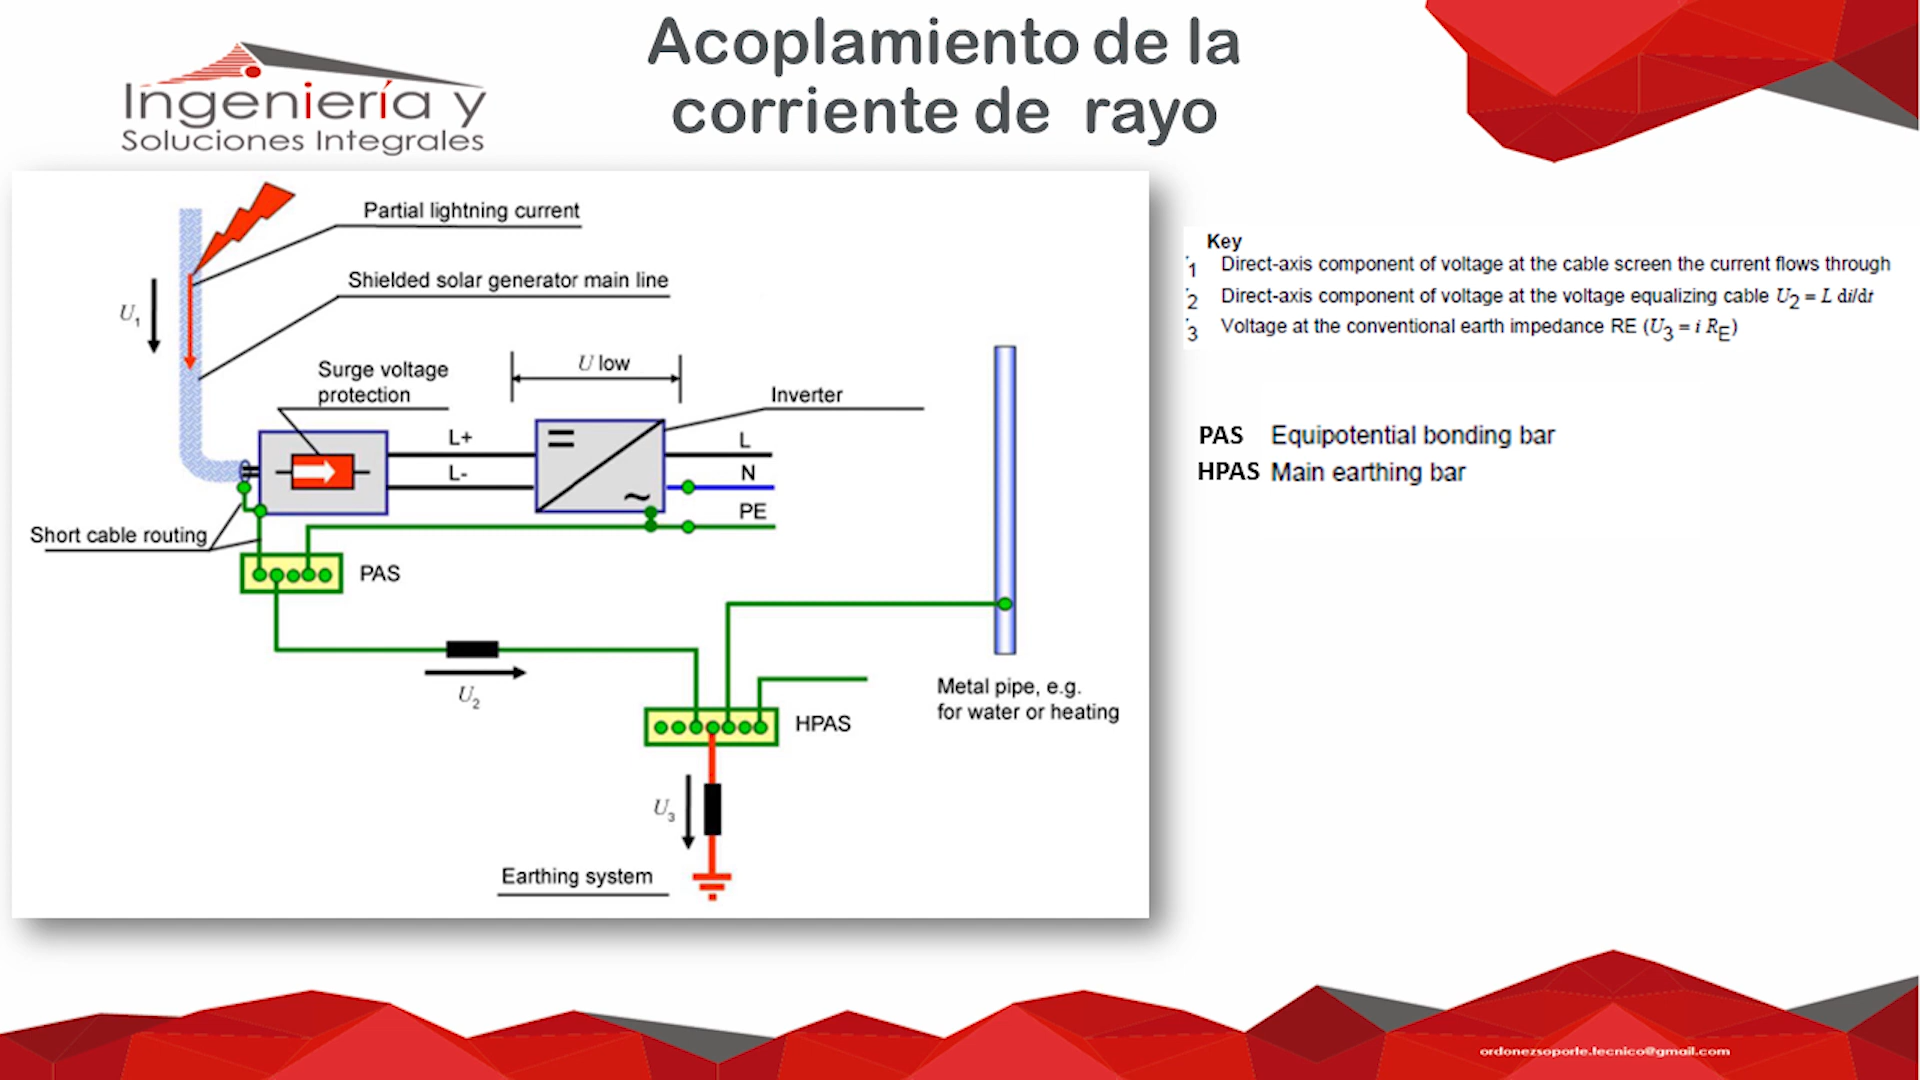 Acoplamiento de la
corriente de rayo
Ingeniería y
Soluciones Integrales
Partial lightning current
Shielded solar generator main line
U1
Surge voltage
protection
U low
Inverter
L+
L-
=
~
L
N
PE
Short cable routing
PAS
U2
HPAS
Metal pipe, e.g.
for water or heating
U3
Earthing system
Key
1 Direct-axis component of voltage at the cable screen the current flows through
2 Direct-axis component of voltage at the voltage equalizing cable U2 = L di/dt
3 Voltage at the conventional earth impedance RE (U3 = i RE)
PAS Equipotential bonding bar
HPAS Main earthing bar
ordonezsoporte.tecnico@gmail.com